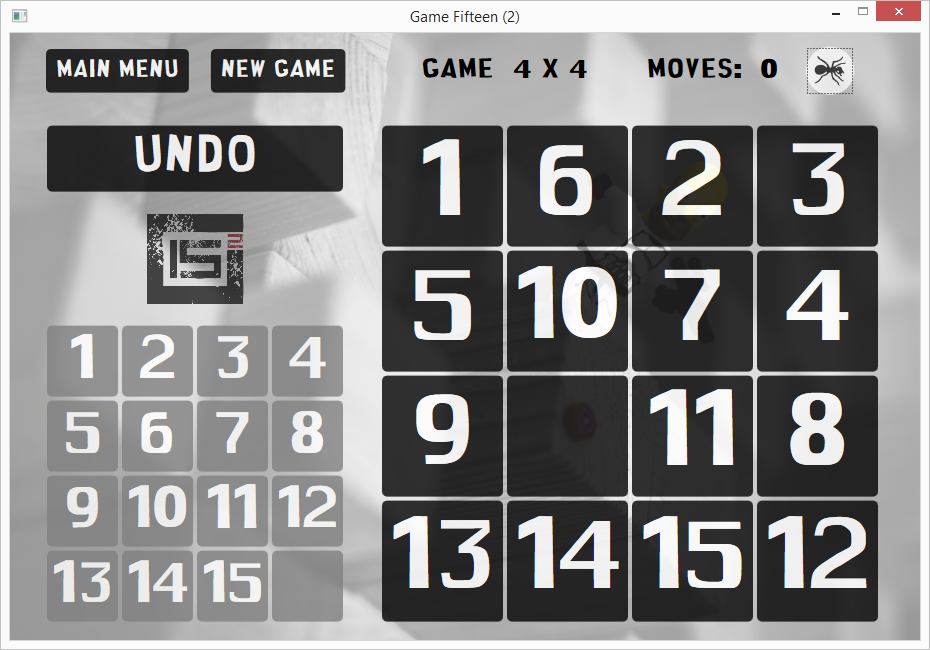 Game Fifteen (2)
MAIN MENU NEW GAME GAME 4 X 4 MOVES: 0
UNDO
15 2
1 2 3 4
5 6 7 8
9 10 11 12
13 14 15
1 6 2 3
5 10 7 4
9 11 8
13 14 15 12